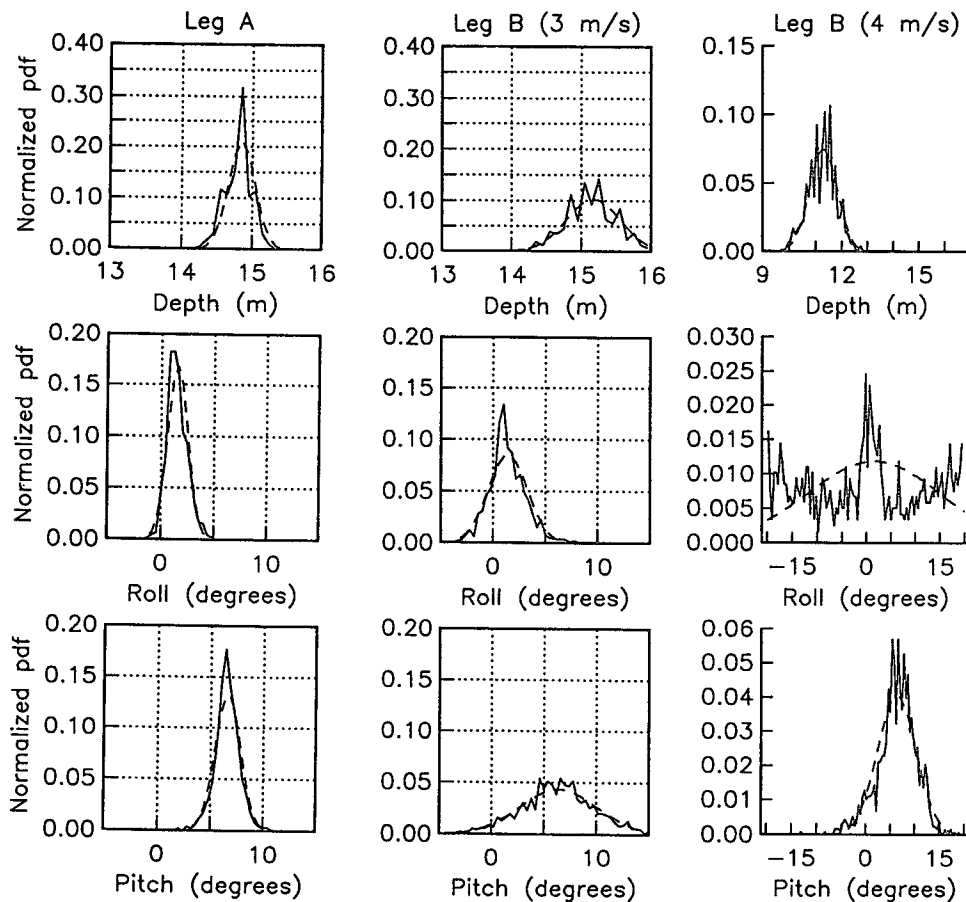 Leg A
Leg B (3 m/s)
Leg B (4 m/s)
Normalized pdf
0.40
0.30
0.20
0.10
0.00
13 14 15 16
Depth (m)
0.40
0.30
0.20
0.10
0.00
13 14 15 16
Depth (m)
0.15
0.10
0.05
0.00
9 12 15
Depth (m)
Normalized pdf
0.20
0.15
0.10
0.05
0.00
0 10
Roll (degrees)
0.20
0.15
0.10
0.05
0.00
0 10
Roll (degrees)
0.030
0.025
0.020
0.015
0.010
0.005
0.000
-15 0 15
Roll (degrees)
Normalized pdf
0.20
0.15
0.10
0.05
0.00
0 10
Pitch (degrees)
0.20
0.15
0.10
0.05
0.00
0 10
Pitch (degrees)
0.06
0.05
0.04
0.03
0.02
0.01
0.00
-15 0 15
Pitch (degrees)